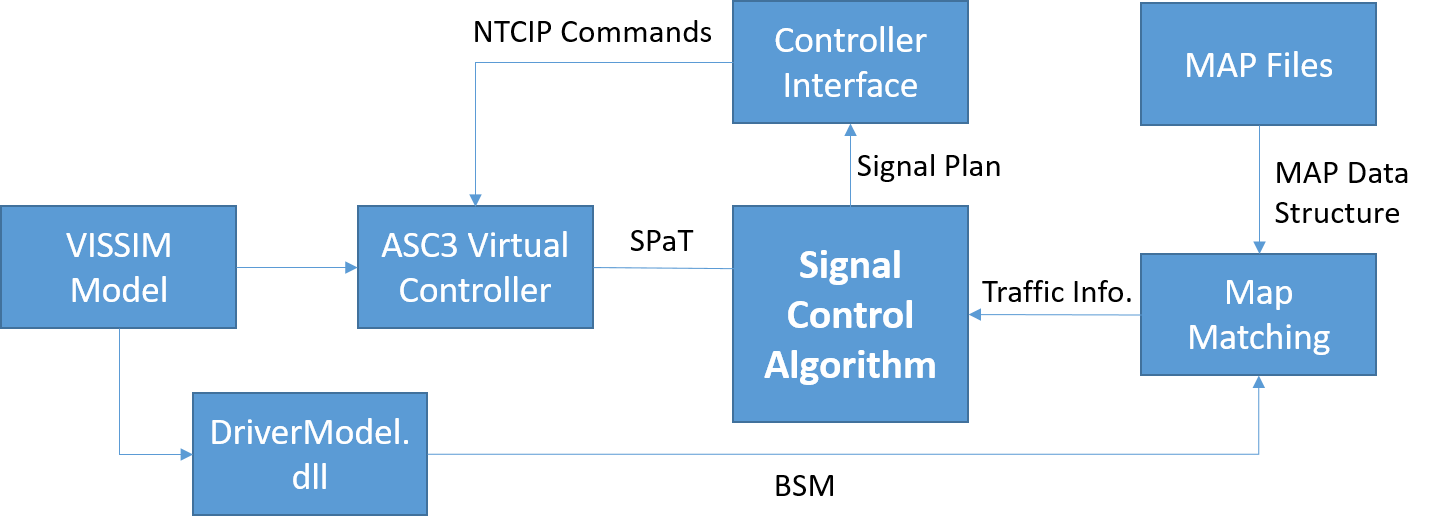 NTCIP Commands
Controller
Interface
MAP Files
Signal Plan
MAP Data
Structure
VISSIM
Model
ASC3 Virtual
Controller
SPaT
Signal
Control
Algorithm
Traffic Info.
Map
Matching
DriverModel.
dll
BSM